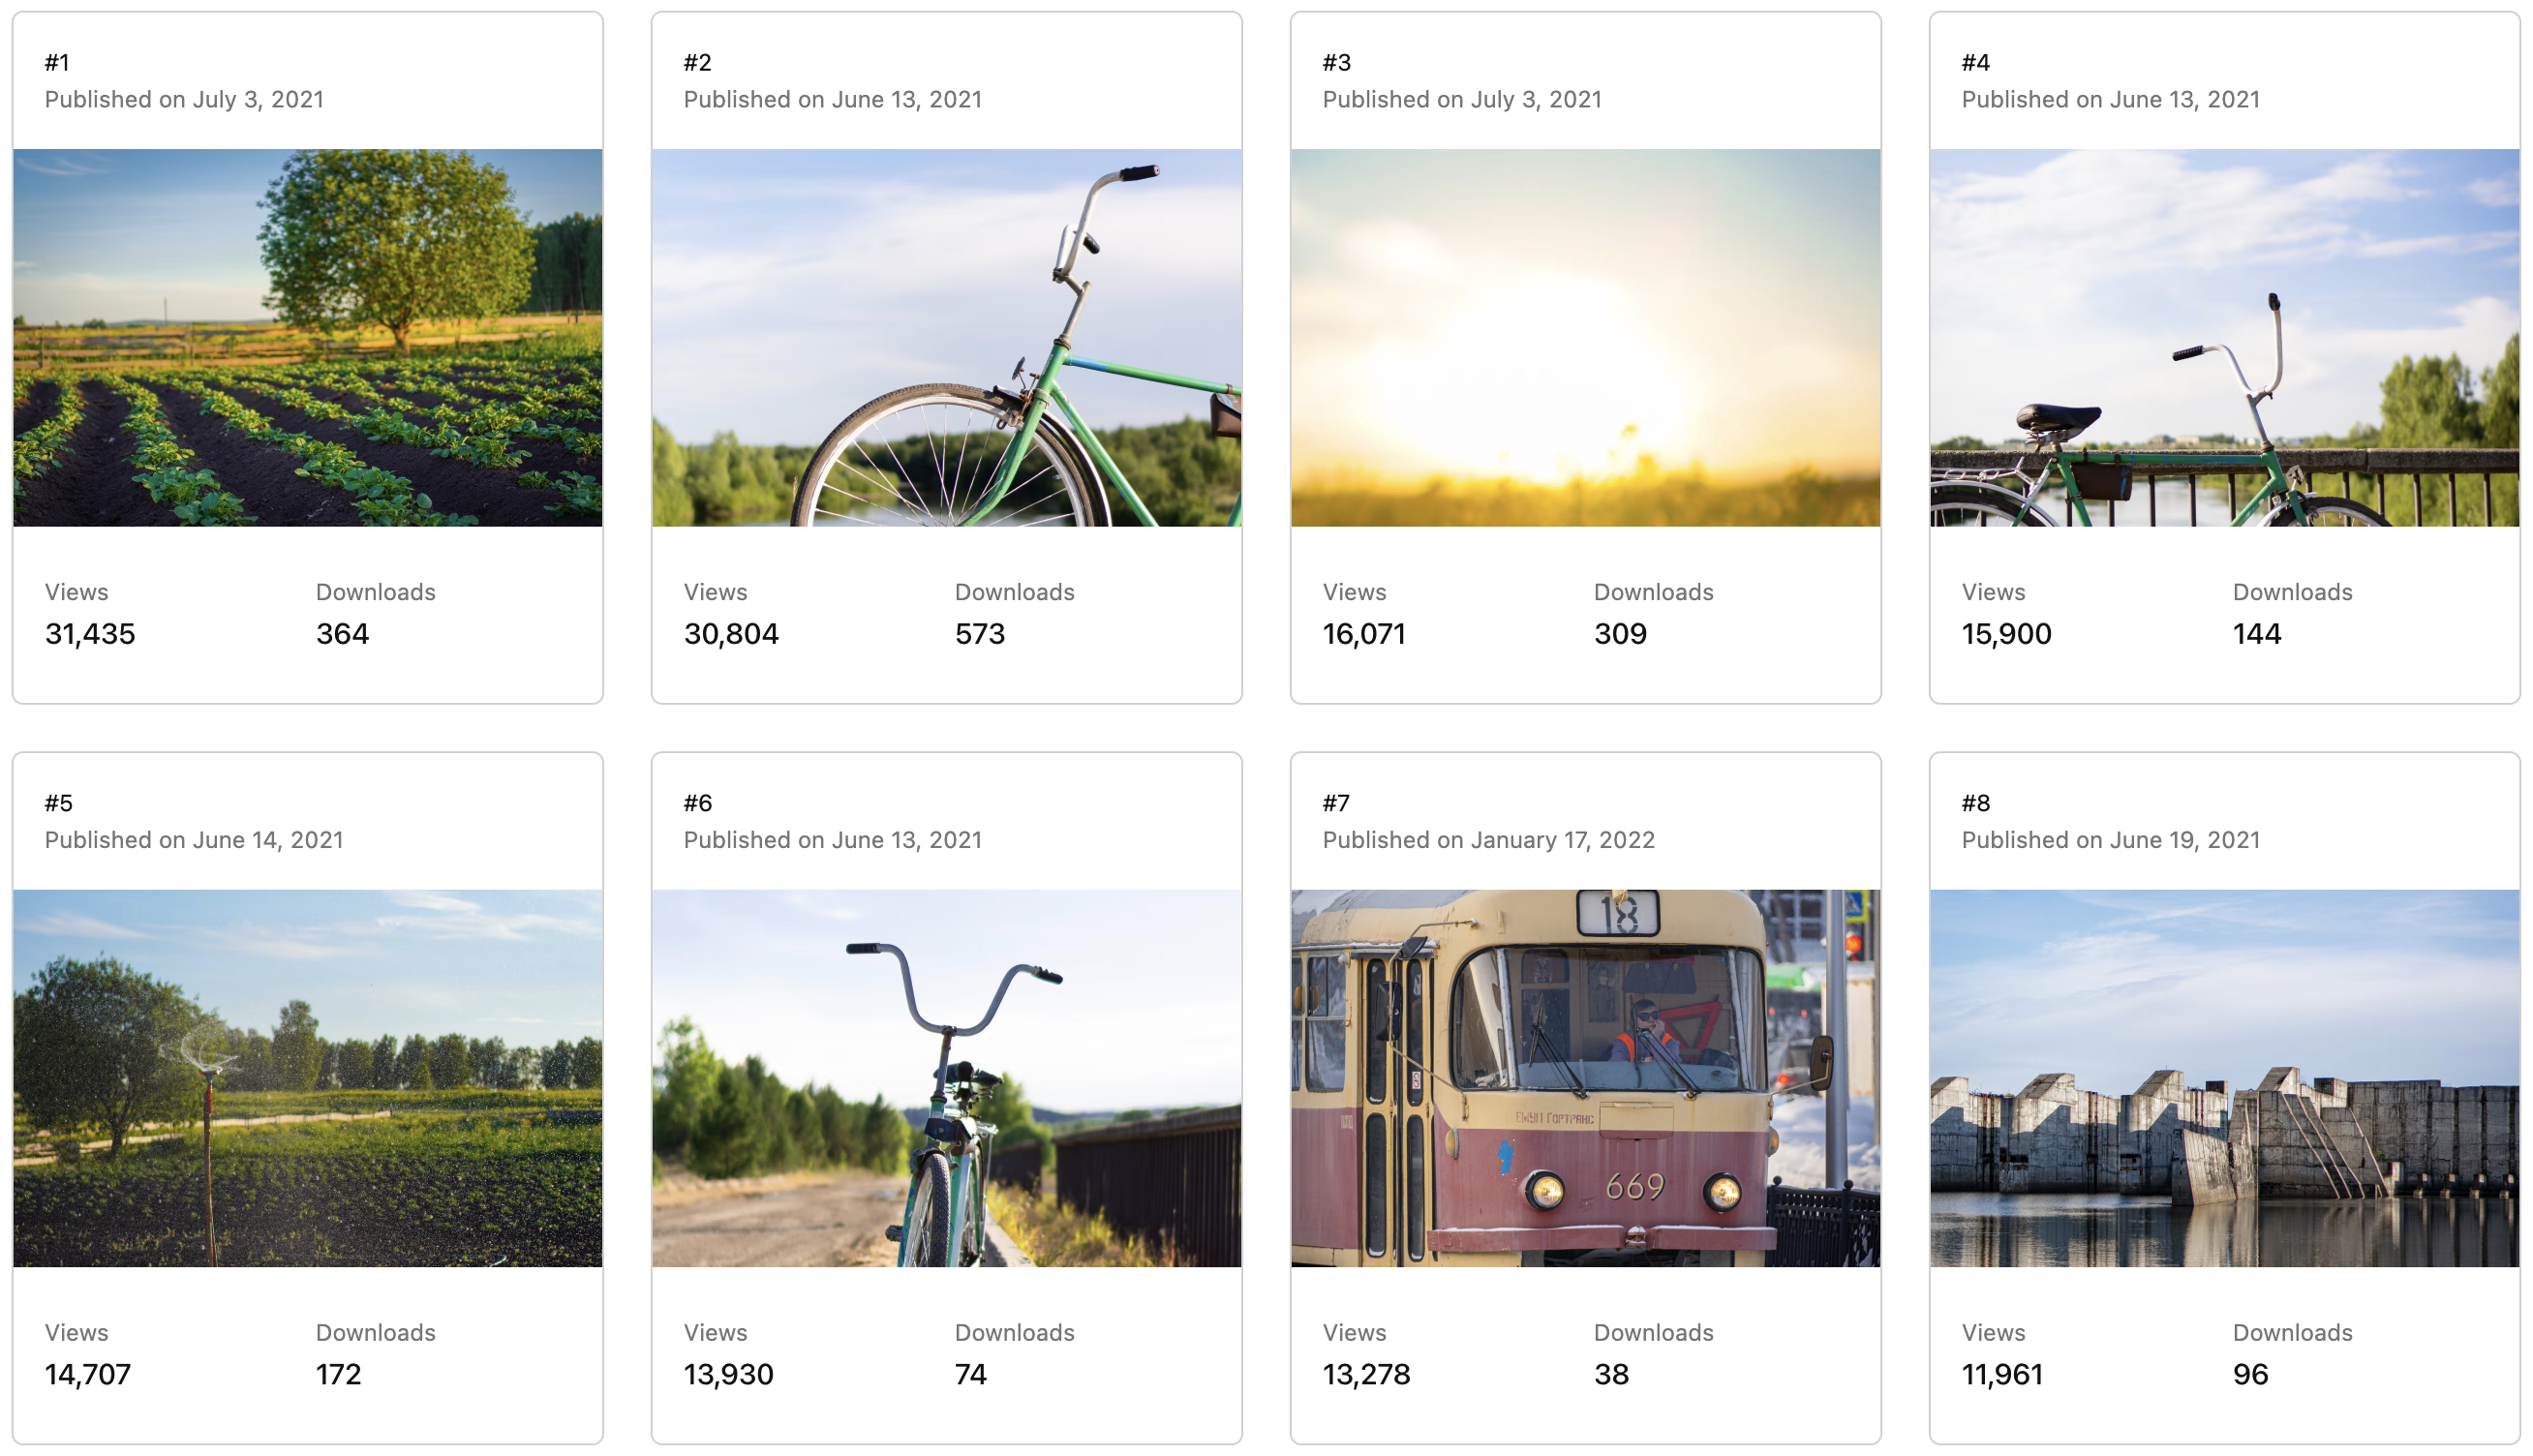 #1
Published on July 3, 2021
Views
Downloads
31,435
364
#2
Published on June 13, 2021
Views
Downloads
30,804
573
#3
Published on July 3, 2021
Views
Downloads
16,071
309
#4
Published on June 13, 2021
Views
Downloads
15,900
144
#5
Published on June 14, 2021
Views
Downloads
14,707
172
#6
Published on June 13, 2021
Views
Downloads
13,930
74
#7
Published on January 17, 2022
18
ЕМУП ГОРТРАНС
669
Views
Downloads
13,278
38
#8
Published on June 19, 2021
Views
Downloads
11,961
96